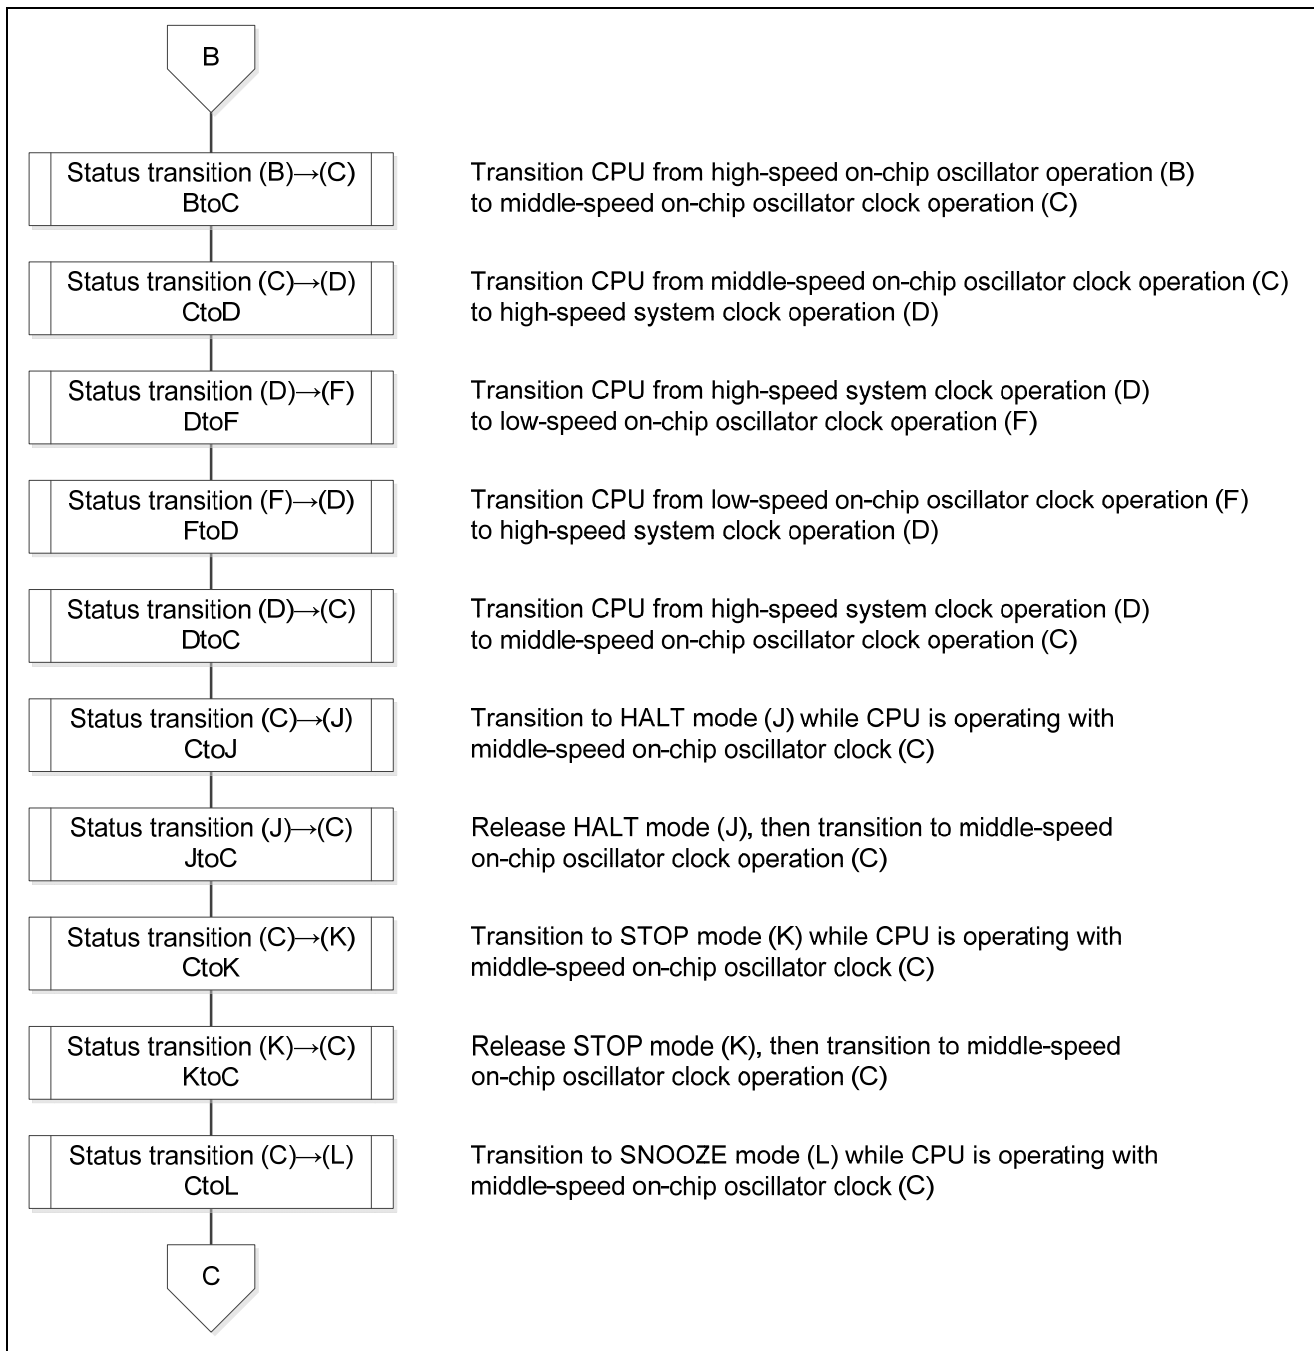 B
Status transition (B)→(C)
BtoC
Transition CPU from high-speed on-chip oscillator operation (B)
to middle-speed on-chip oscillator clock operation (C)
Status transition (C)→(D)
CtoD
Transition CPU from middle-speed on-chip oscillator clock operation (C)
to high-speed system clock operation (D)
Status transition (D)→(F)
DtoF
Transition CPU from high-speed system clock operation (D)
to low-speed on-chip oscillator clock operation (F)
Status transition (F)→(D)
FtoD
Transition CPU from low-speed on-chip oscillator clock operation (F)
to high-speed system clock operation (D)
Status transition (D)→(C)
DtoC
Transition CPU from high-speed system clock operation (D)
to middle-speed on-chip oscillator clock operation (C)
Status transition (C)→(J)
CtoJ
Transition to HALT mode (J) while CPU is operating with
middle-speed on-chip oscillator clock (C)
Status transition (J)→(C)
JtoC
Release HALT mode (J), then transition to middle-speed
on-chip oscillator clock operation (C)
Status transition (C)→(K)
CtoK
Transition to STOP mode (K) while CPU is operating with
middle-speed on-chip oscillator clock (C)
Status transition (K)→(C)
KtoC
Release STOP mode (K), then transition to middle-speed
on-chip oscillator clock operation (C)
Status transition (C)→(L)
CtoL
Transition to SNOOZE mode (L) while CPU is operating with
middle-speed on-chip oscillator clock (C)
C